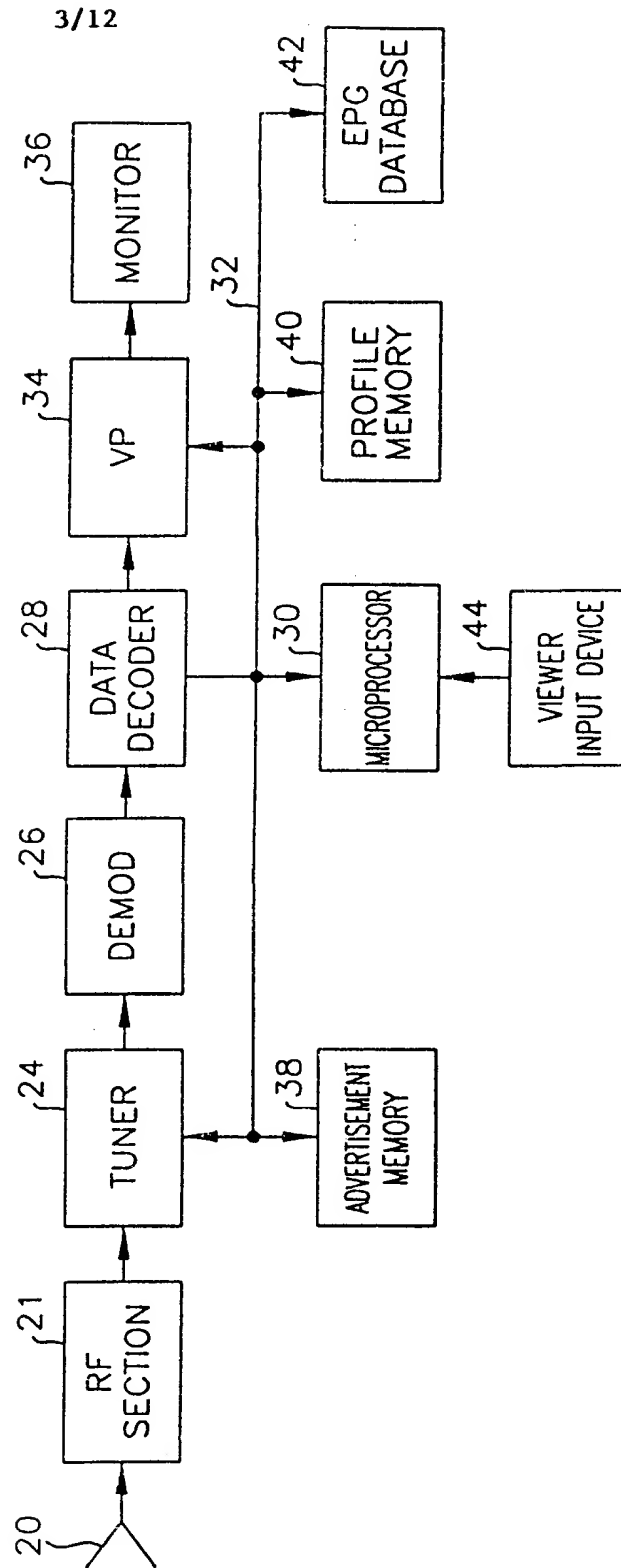 3/12
20
21
RF
SECTION
24
TUNER
26
DEMOD
28
DATA
DECODER
34
VP
36
MONITOR
32
38
ADVERTISEMENT
MEMORY
30
MICROPROCESSOR
44
VIEWER
INPUT DEVICE
40
PROFILE
MEMORY
42
EPG
DATABASE